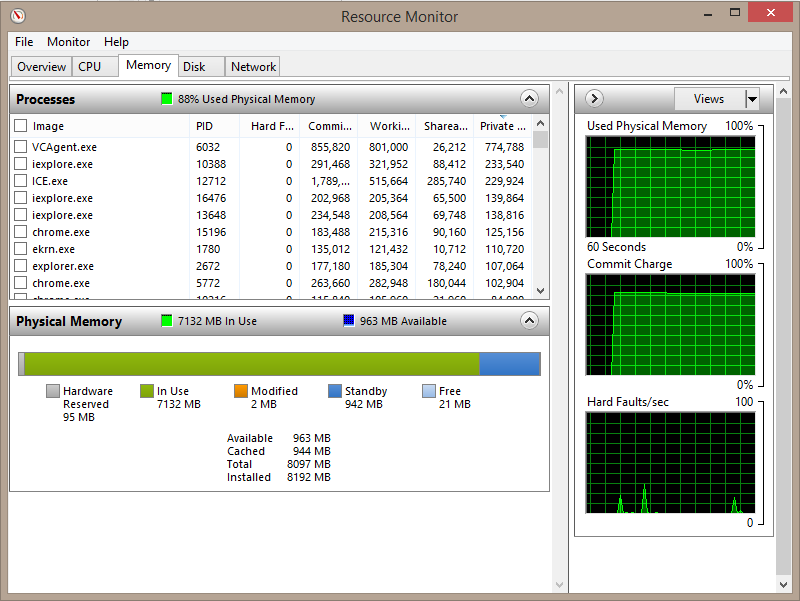 Resource Monitor
File Monitor Help
Overview CPU Memory Disk Network
Processes 88% Used Physical Memory
Image PID Hard F... Commi... Worki... Sharea... Private ...
VCAgent.exe 6032 0 855,820 801,000 26,212 774,788
iexplore.exe 10388 0 291,468 321,952 88,412 233,540
ICE.exe 12712 0 1,789,... 515,664 285,740 229,924
iexplore.exe 16476 0 202,968 205,364 65,500 139,864
iexplore.exe 13648 0 234,548 208,564 69,748 138,816
chrome.exe 15196 0 183,488 215,316 90,160 125,156
ekrn.exe 1780 0 135,012 121,432 10,712 110,720
explorer.exe 2672 0 177,180 185,304 78,240 107,064
chrome.exe 5772 0 263,660 282,948 180,044 102,904
chrome.exe
Physical Memory 7132 MB In Use 963 MB Available
Hardware Reserved 95 MB
In Use 7132 MB
Modified 2 MB
Standby 942 MB
Free 21 MB
Available 963 MB
Cached 944 MB
Total 8097 MB
Installed 8192 MB
Views
Used Physical Memory 100%
60 Seconds 0%
Commit Charge 100%
0%
Hard Faults/sec 100
0